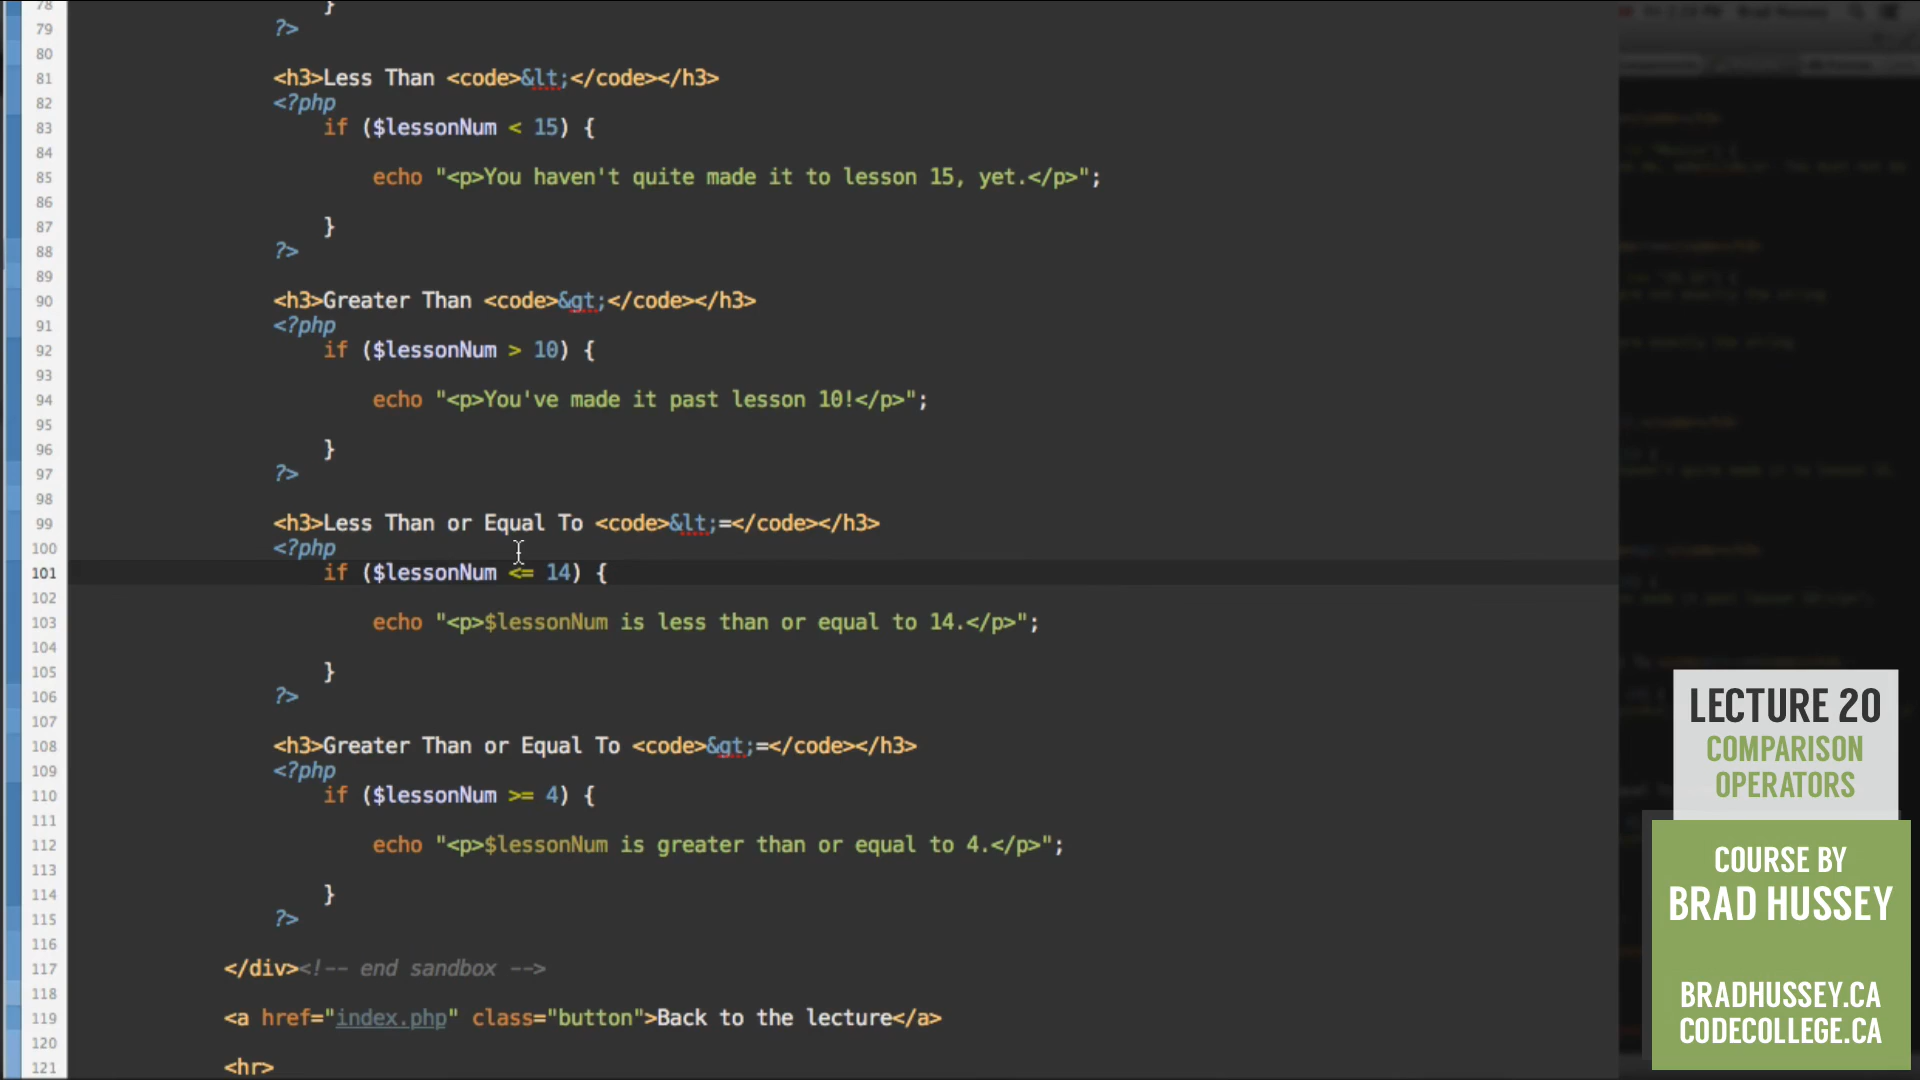 78 }
79 ?>
80
81 <h3>Less Than <code>&lt;</code></h3>
82 <?php
83 if ($lessonNum < 15) {
84
85 echo "<p>You haven't quite made it to lesson 15, yet.</p>";
86
87 }
88 ?>
89
90 <h3>Greater Than <code>&gt;</code></h3>
91 <?php
92 if ($lessonNum > 10) {
93
94 echo "<p>You've made it past lesson 10!</p>";
95
96 }
97 ?>
98
99 <h3>Less Than or Equal To <code>&lt;=</code></h3>
100 <?php
101 if ($lessonNum <= 14) {
102
103 echo "<p>$lessonNum is less than or equal to 14.</p>";
104
105 }
106 ?>
107
108 <h3>Greater Than or Equal To <code>&gt;=</code></h3>
109 <?php
110 if ($lessonNum >= 4) {
111
112 echo "<p>$lessonNum is greater than or equal to 4.</p>";
113
114 }
115 ?>
116
117 </div><!-- end sandbox -->
118
119 <a href="index.php" class="button">Back to the lecture</a>
120
121 <hr>
LECTURE 20
COMPARISON
OPERATORS
COURSE BY
BRAD HUSSEY
BRADHUSSEY.CA
CODECOLLEGE.CA